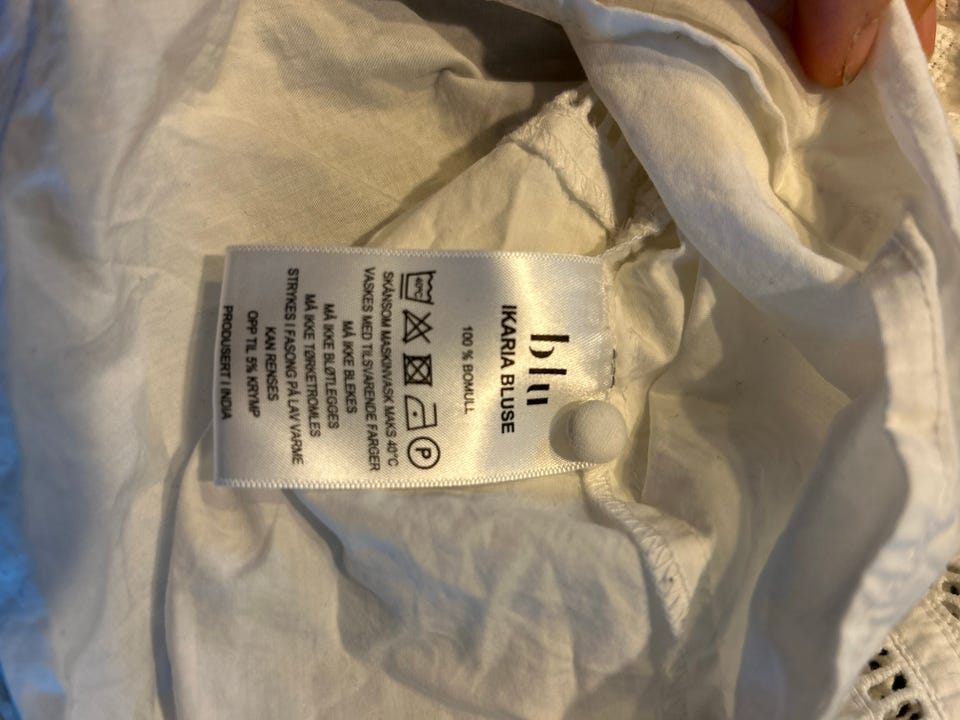 blu
IKARIA BLUSE
100 % BOMULL
40°C
P
SKÅNSOM MASKINVASK MAKS 40°C
VASKES MED TILSVARENDE FARGER
MÅ IKKE BLEKES
MÅ IKKE BLØTLEGGES
MÅ IKKE TØRKETROMLES
STRYKES I FASONG PÅ LAV VARME
KAN RENSES
OPP TIL 5% KRYMP
PRODUSERT I INDIA